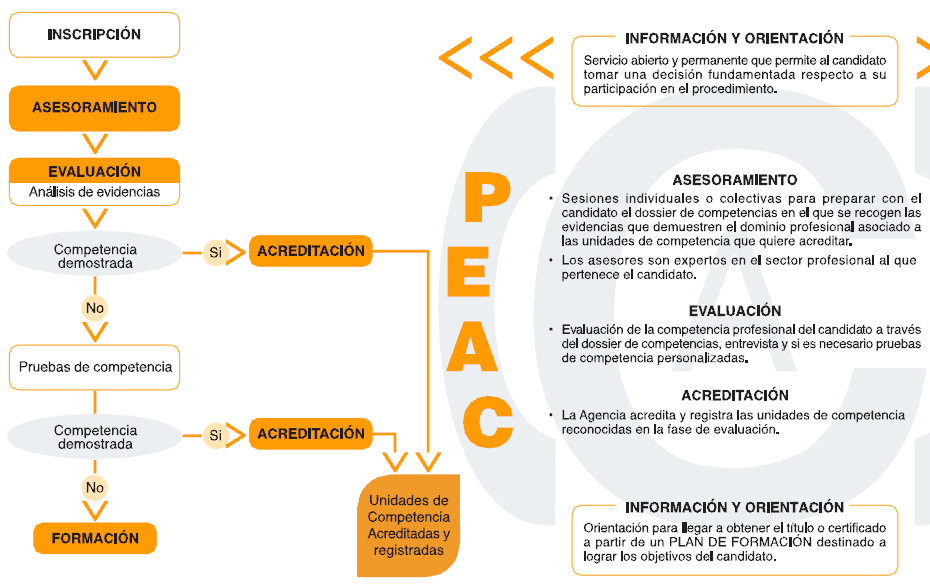 INSCRIPCIÓN
ASESORAMIENTO
EVALUACIÓN
Análisis de evidencias
Competencia
demostrada
Si
ACREDITACIÓN
No
Pruebas de competencia
Competencia
demostrada
Si
ACREDITACIÓN
No
FORMACIÓN
Unidades de
Competencia
Acreditadas y
registradas
P
E
A
C
INFORMACIÓN Y ORIENTACIÓN
Servicio abierto y permanente que permite al candidato
tomar una decisión fundamentada respecto a su
participación en el procedimiento.
ASESORAMIENTO
• Sesiones individuales o colectivas para preparar con el
candidato el dossier de competencias en el que se recogen las
evidencias que demuestren el dominio profesional asociado a
las unidades de competencia que quiere acreditar.
• Los asesores son expertos en el sector profesional al que
pertenece el candidato.
EVALUACIÓN
• Evaluación de la competencia profesional del candidato a través
del dossier de competencias, entrevista y si es necesario pruebas
de competencia personalizadas.
ACREDITACIÓN
• La Agencia acredita y registra las unidades de competencia
reconocidas en la fase de evaluación.
INFORMACIÓN Y ORIENTACIÓN
Orientación para llegar a obtener el título o certificado
a partir de un PLAN DE FORMACIÓN destinado a
lograr los objetivos del candidato.